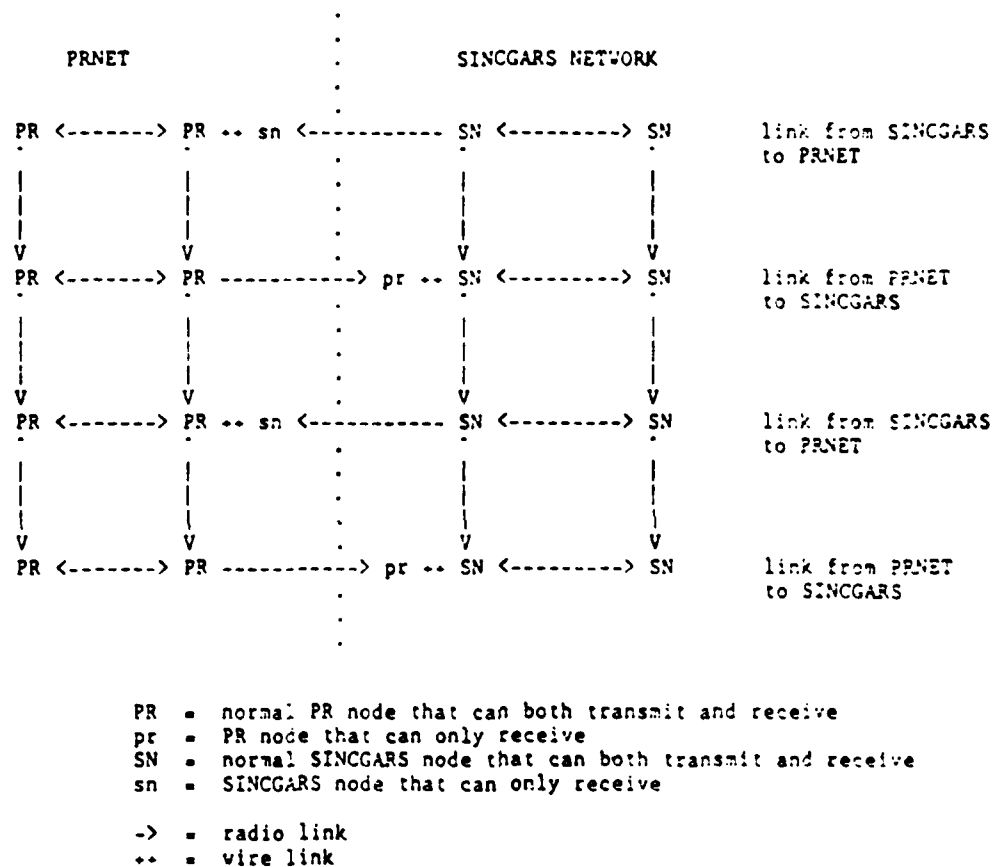 PRNET SINCGARS NETWORK
PR <-------> PR ↔ sn <----------- SN <---------> SN link from SINCGARS
to PRNET
V V V V
PR <-------> PR -----------> pr ↔ SN <---------> SN link from PRNET
to SINCGARS
V V V V
PR <-------> PR ↔ sn <----------- SN <---------> SN link from SINCGARS
to PRNET
V V V V
PR <-------> PR -----------> pr ↔ SN <---------> SN link from PRNET
to SINCGARS
PR = normal PR node that can both transmit and receive
pr = PR node that can only receive
SN = normal SINCGARS node that can both transmit and receive
sn = SINCGARS node that can only receive
-> = radio link
↔ = wire link